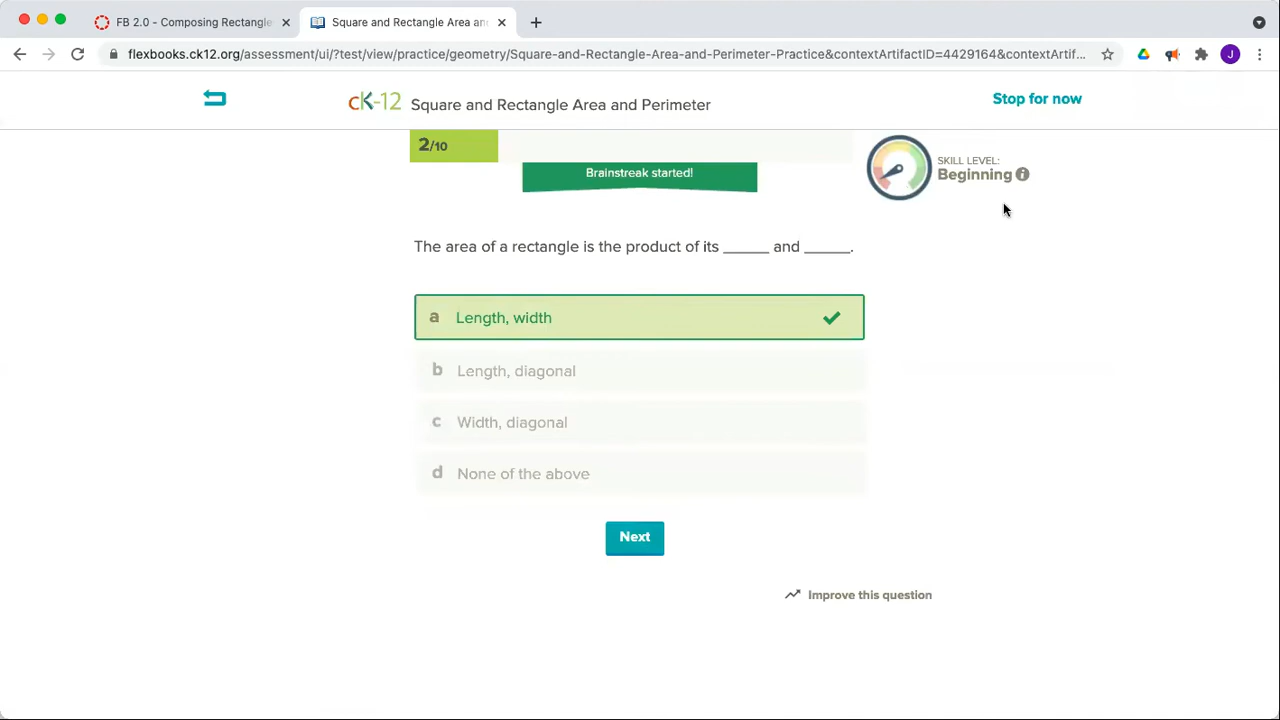 FB 2.0 - Composing Rectangle
Square and Rectangle Area an
flexbooks.ck12.org/assessment/ui/?test/view/practice/geometry/Square-and-Rectangle-Area-and-Perimeter-Practice&contextArtifactID=4429164&contextArtif...
J
cK-12 Square and Rectangle Area and Perimeter
Stop for now
2/10
Brainstreak started!
SKILL LEVEL:
Beginning i
The area of a rectangle is the product of its ______ and ______.
a Length, width
b Length, diagonal
c Width, diagonal
d None of the above
Next
Improve this question